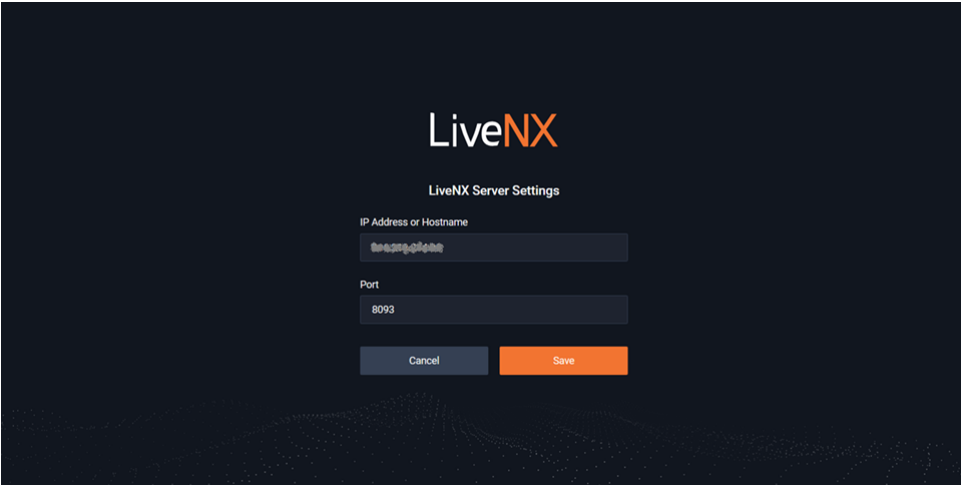 LiveNX
LiveNX Server Settings
IP Address or Hostname
Port
8093
Cancel
Save